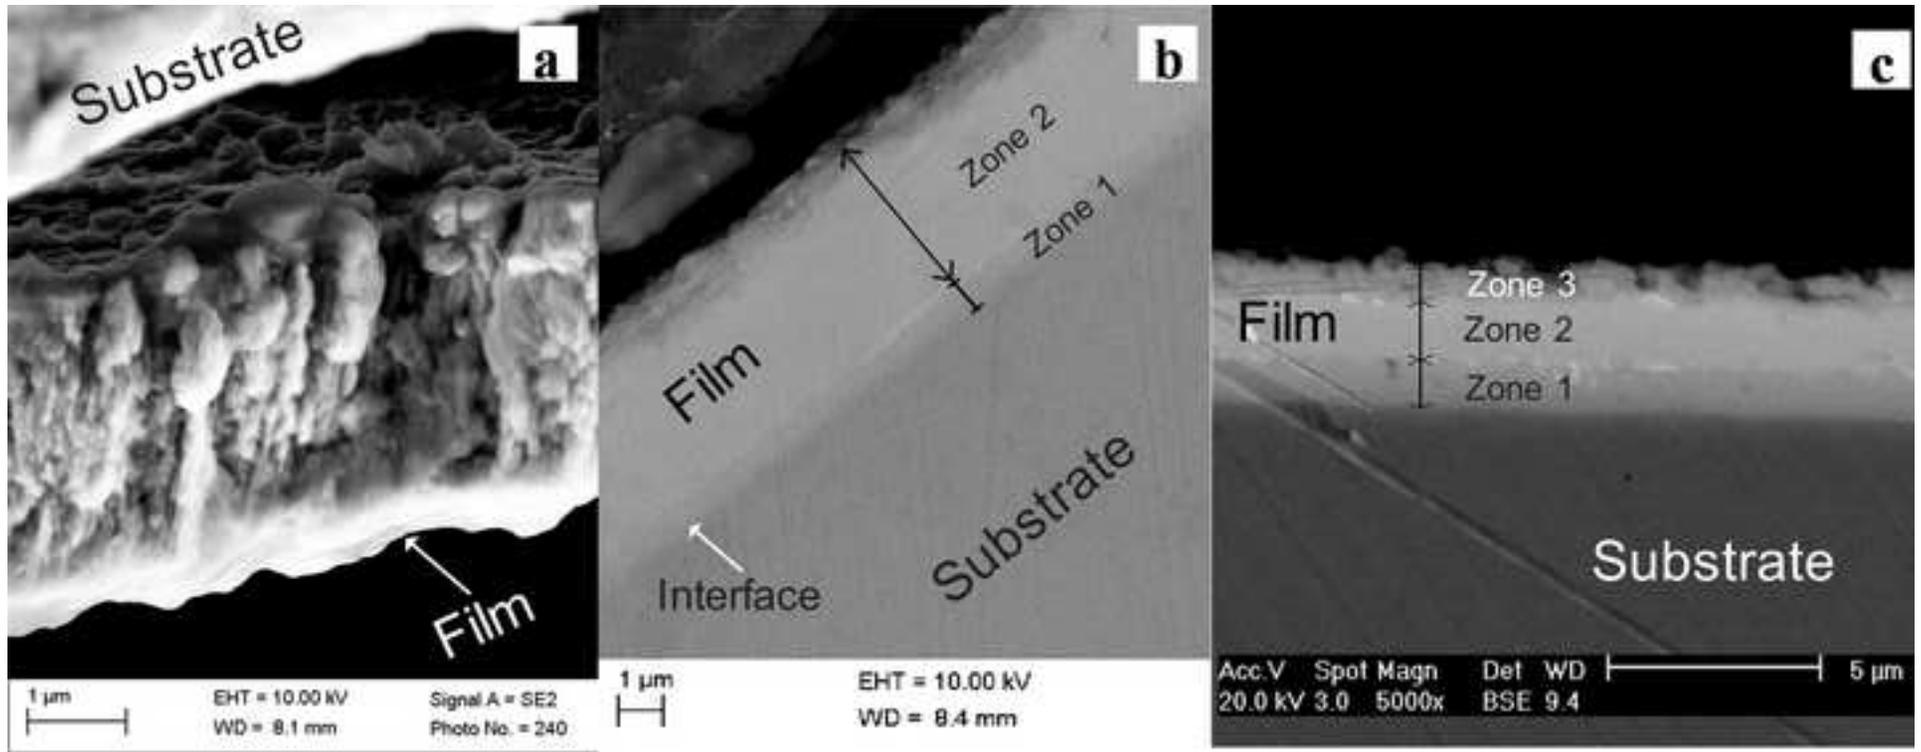 a
Substrate
Film
1 µm
EHT = 10.00 kV
Signal A = SE2
WD = 8.1 mm
Photo No. = 240
b
Zone 2
Zone 1
Film
Substrate
Interface
1 µm
EHT = 10.00 kV
WD = 8.4 mm
c
Zone 3
Film
Zone 2
Zone 1
Substrate
Acc.V Spot Magn Det WD
5 µm
20.0 kV 3.0 5000x BSE 9.4